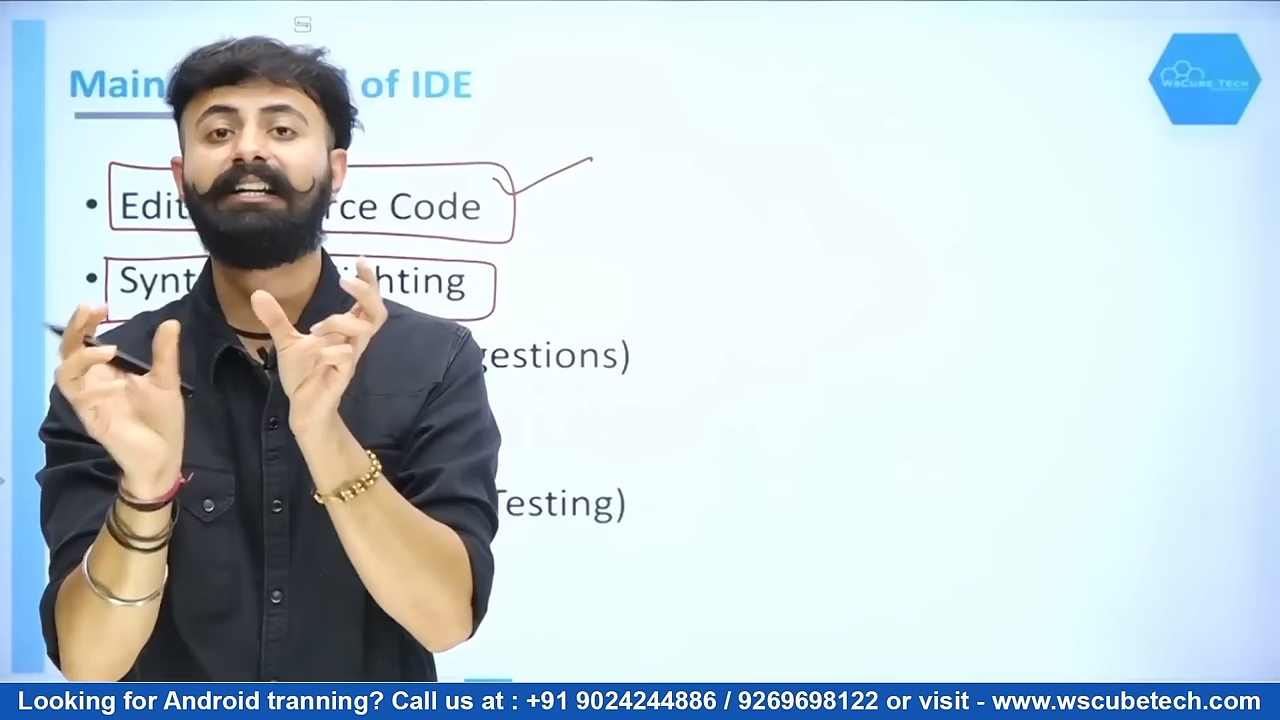 Main of IDE
WsCube Tech
• Edit rce Code
• Synt ghting
gestions)
Testing)
Looking for Android tranning? Call us at : +91 9024244886 / 9269698122 or visit - www.wscubetech.com